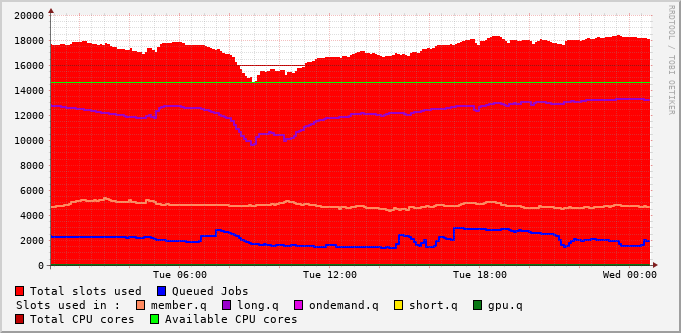 20000
18000
16000
14000
12000
10000
8000
6000
4000
2000
0
Tue 06:00 Tue 12:00 Tue 18:00 Wed 00:00
RRDTOOL / TOBI OETIKER
Total slots used Queued Jobs
Slots used in : member.q long.q ondemand.q short.q gpu.q
Total CPU cores Available CPU cores